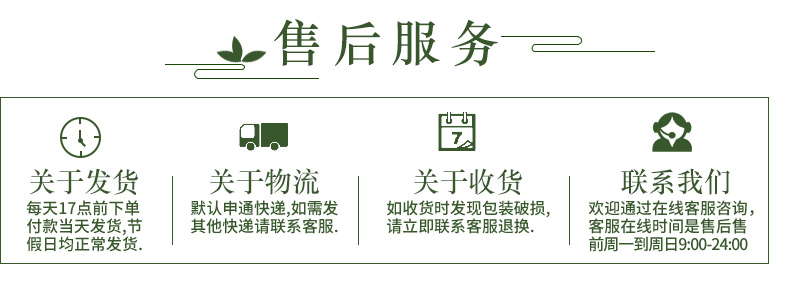 售后服务
7
关于发货
每天17点前下单
付款当天发货,节
假日均正常发货.
关于物流
默认申通快递,如需发
其他快递请联系客服.
关于收货
如收货时发现包装破损,
请立即联系客服退换.
联系我们
欢迎通过在线客服咨询，
客服在线时间是售后售
前周一到周日9:00-24:00